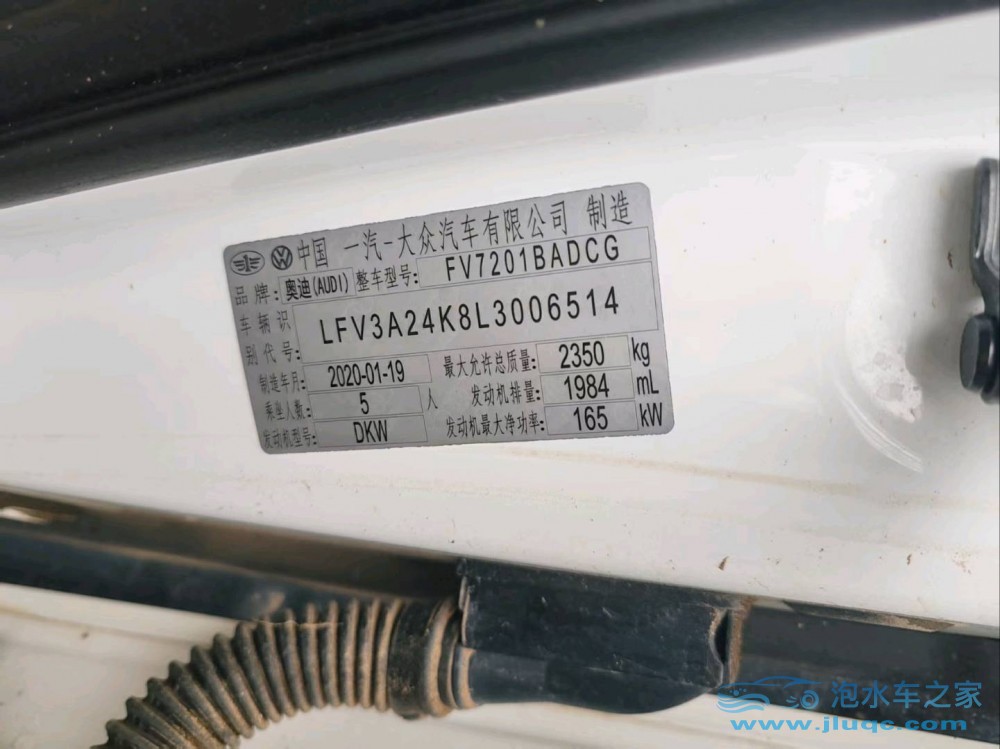 中国 一汽-大众汽车有限公司 制造
品牌: 奥迪(AUDI) 整车型号: FV7201BADCG
车辆识别代号: LFV3A24K8L3006514
制造年月: 2020-01-19 最大允许总质量: 2350 kg
乘坐人数: 5 人 发动机排量: 1984 mL
发动机型号: DKW 发动机最大净功率: 165 kW
泡水车之家
www.jluqc.com